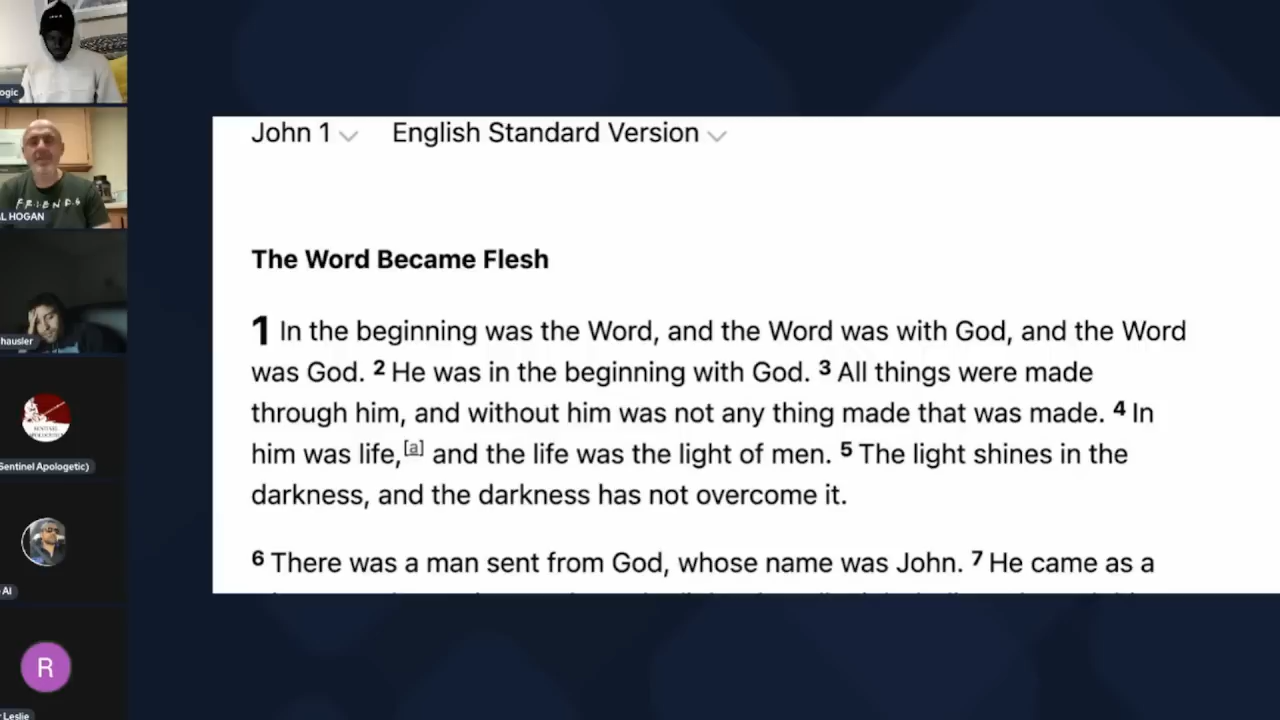 ogic
F.R.I.E.N.D.S
AL HOGAN
hausler
SENTINEL
APOLOGETICS
Sentinel Apologetic)
AI
R
Leslie
John 1 English Standard Version
The Word Became Flesh
1 In the beginning was the Word, and the Word was with God, and the Word
was God. 2 He was in the beginning with God. 3 All things were made
through him, and without him was not any thing made that was made. 4 In
him was life,[a] and the life was the light of men. 5 The light shines in the
darkness, and the darkness has not overcome it.
6 There was a man sent from God, whose name was John. 7 He came as a